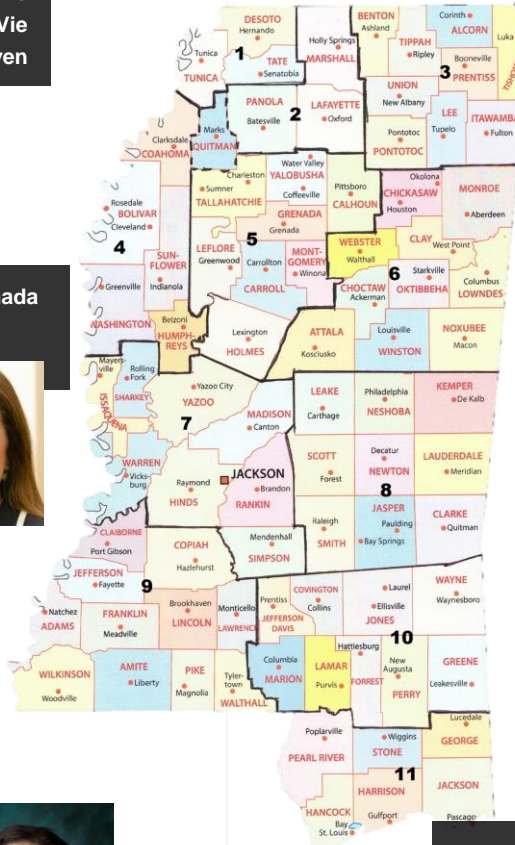 Vie
ven
DESOTO
Hernando
1
Tunica
TUNICA
TATE
Senatobia
Holly Springs
MARSHALL
BENTON
Ashland
TIPPAH
Ripley
Corinth
ALCORN
Luka
3
Booneville
PRENTISS
UNION
New Albany
PANOLA
Batesville
2
LAFAYETTE
Oxford
Marks
QUITMAN
Clarksdale
COAHOMA
Pontotoc
PONTOTOC
LEE
Tupelo
ITAWAMBA
Fulton
Water Valley
YALOBUSHA
Coffeeville
Charleston
Sumner
TALLAHATCHIE
Pittsboro
CALHOUN
Okolona
CHICKASAW
Houston
MONROE
Aberdeen
Rosedale
BOLIVAR
Cleveland
4
SUN-
FLOWER
Indianola
GRENADA
Grenada
5
LEFLORE
Greenwood
Carrollton
CARROLL
MONT-
GOMERY
Winona
WEBSTER
Walthall
CLAY
West Point
6
CHOCTAW
Ackerman
Starkville
OKTIBBEHA
Columbus
LOWNDES
nada
Greenville
WASHINGTON
Belzoni
HUMPH-
REYS
Lexington
HOLMES
ATTALA
Kosciusko
Louisville
WINSTON
NOXUBEE
Macon
Mayers-
ville
ISSAQUENA
Rolling
Fork
SHARKEY
Yazoo City
YAZOO
7
MADISON
Canton
LEAKE
Carthage
Philadelphia
NESHOBA
KEMPER
De Kalb
WARREN
Vicks-
burg
Raymond
HINDS
JACKSON
Brandon
RANKIN
SCOTT
Forest
Decatur
NEWTON
8
LAUDERDALE
Meridian
CLAIBORNE
Port Gibson
COPIAH
Hazlehurst
Mendenhall
SIMPSON
Raleigh
SMITH
JASPER
Paulding
Bay Springs
CLARKE
Quitman
JEFFERSON
Fayette
9
Natchez
ADAMS
FRANKLIN
Meadville
Brookhaven
LINCOLN
Monticello
LAWRENCE
Prentiss
JEFFERSON
DAVIS
COVINGTON
Collins
Laurel
Ellisville
JONES
WAYNE
Waynesboro
10
WILKINSON
Woodville
AMITE
Liberty
PIKE
Magnolia
Tyler-
town
WALTHALL
Columbia
MARION
LAMAR
Purvis
Hattiesburg
FORREST
New
Augusta
PERRY
GREENE
Leakesville
Poplarville
PEARL RIVER
Wiggins
STONE
Lucedale
GEORGE
11
HARRISON
Gulfport
JACKSON
HANCOCK
Bay
St. Louis